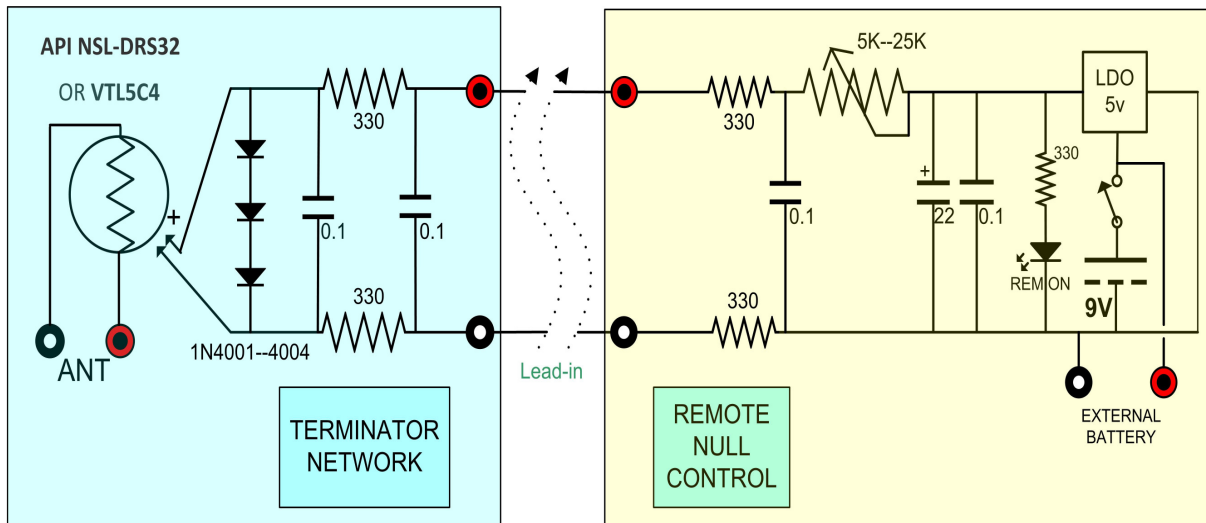 API NSL-DRS32
OR VTL5C4
+
ANT
330
0.1
0.1
330
1N4001--4004
TERMINATOR
NETWORK
Lead-in
5K--25K
330
0.1
330
+
22
0.1
330
REM ON
LDO
5v
9V
EXTERNAL
BATTERY
REMOTE
NULL
CONTROL